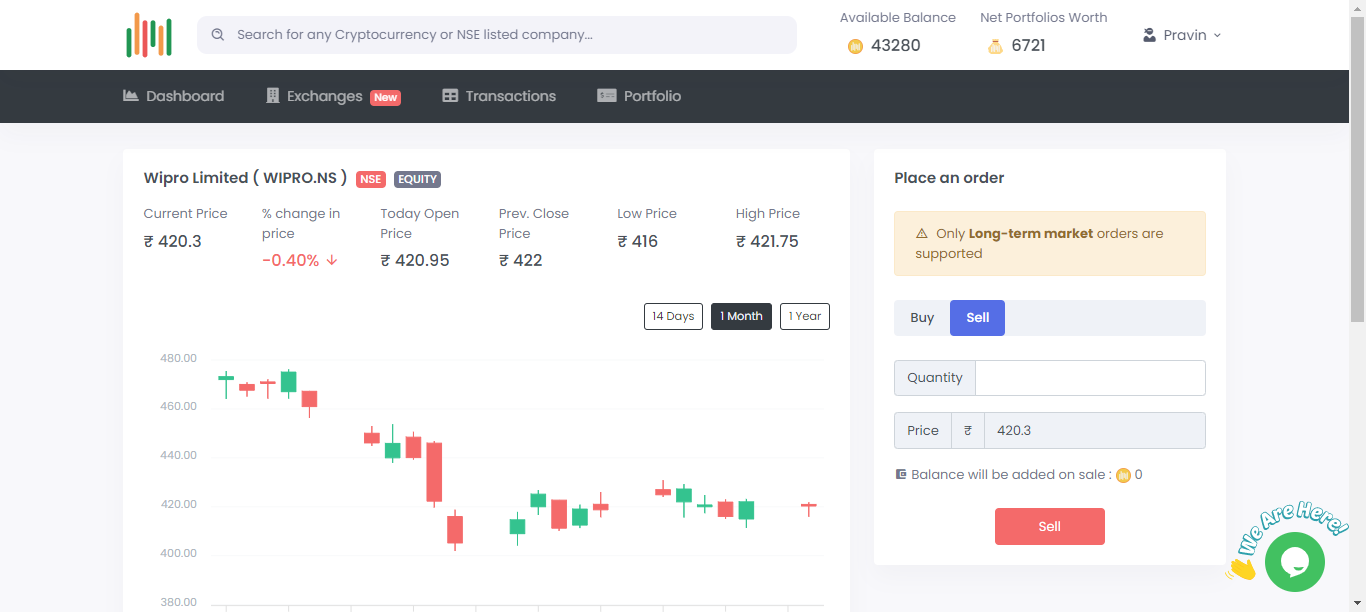 Search for any Cryptocurrency or NSE listed company...
Available Balance
43280
Net Portfolios Worth
6721
Pravin
Dashboard
Exchanges New
Transactions
Portfolio
Wipro Limited ( WIPRO.NS ) NSE EQUITY
Current Price
₹ 420.3
% change in
price
-0.40% ↓
Today Open
Price
₹ 420.95
Prev. Close
Price
₹ 422
Low Price
₹ 416
High Price
₹ 421.75
14 Days
1 Month
1 Year
480.00
460.00
440.00
420.00
400.00
380.00
Place an order
Only Long-term market orders are
supported
Buy
Sell
Quantity
Price ₹ 420.3
Balance will be added on sale : 0
Sell
We Are Here!